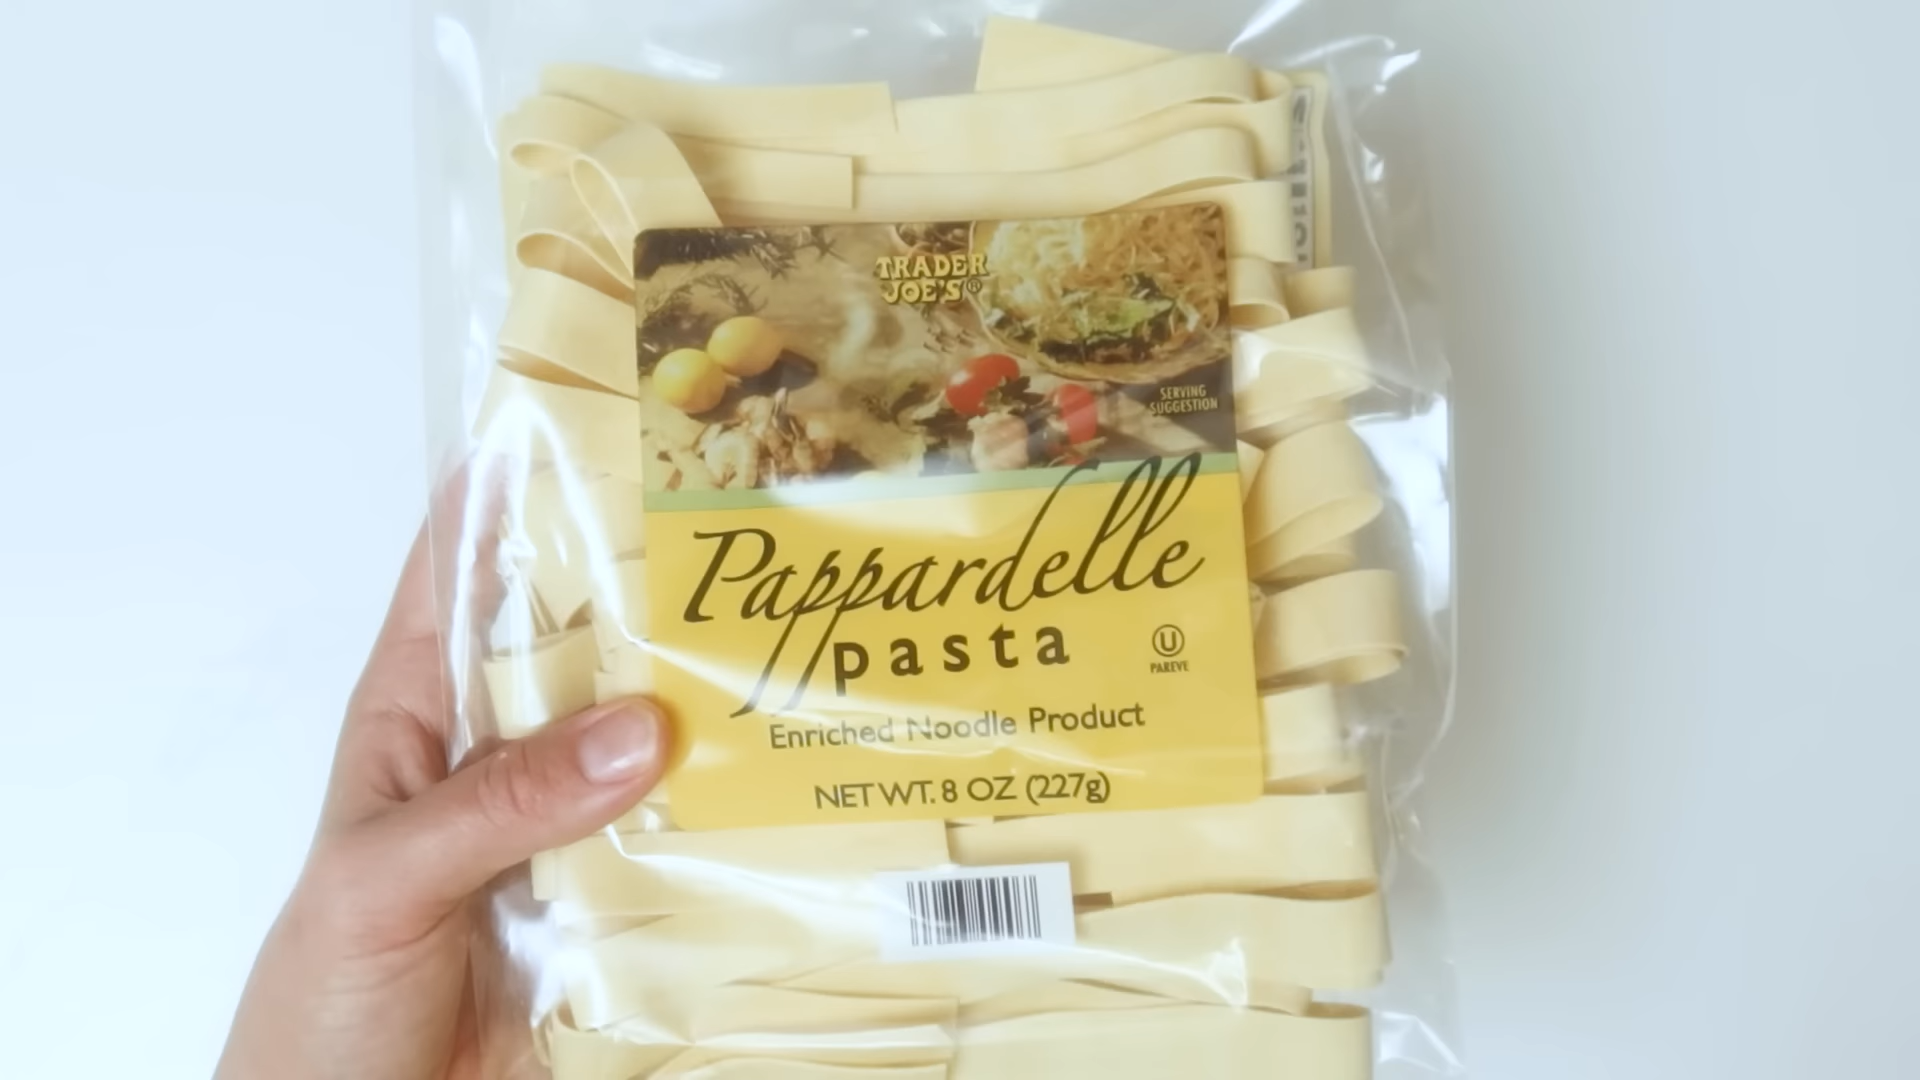 TRADER
JOE'S®
SERVING
SUGGESTION
Pappardelle
pasta
U
PAREVE
Enriched Noodle Product
NET WT. 8 OZ (227g)